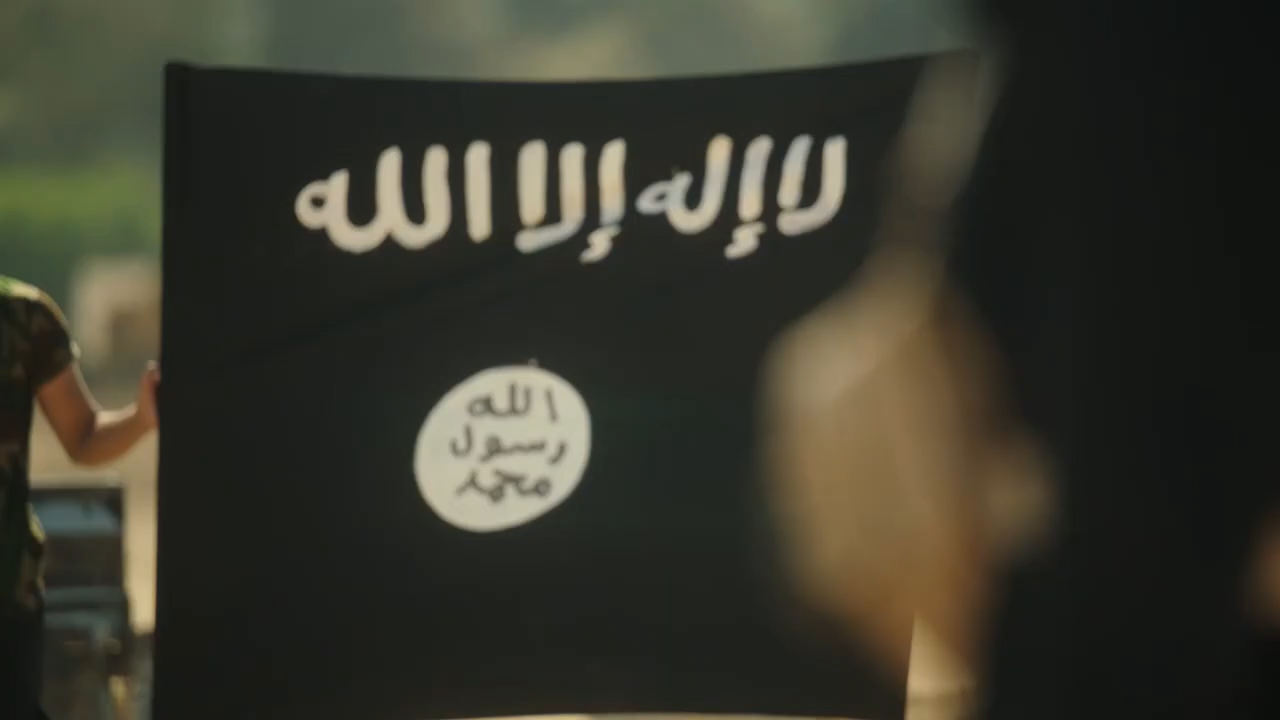 لا إله إلا الله
الله
رسول
محمد